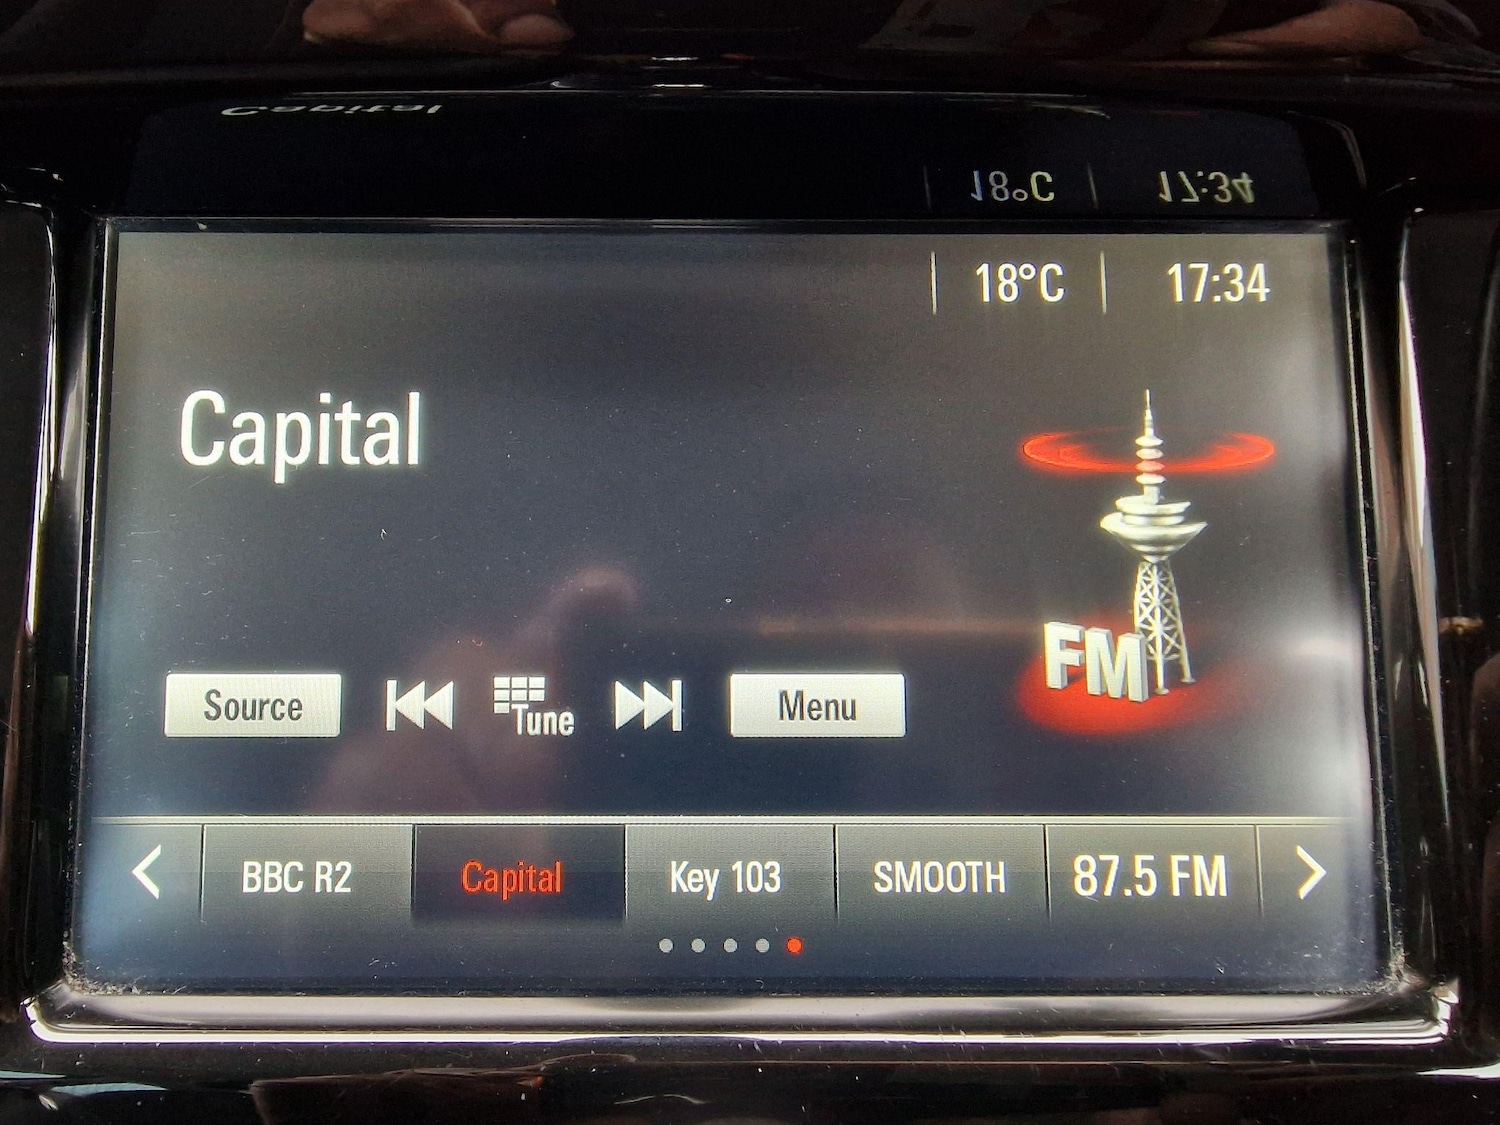 18°C 17:34
Capital
FM
Source Tune Menu
BBC R2 Capital Key 103 SMOOTH 87.5 FM